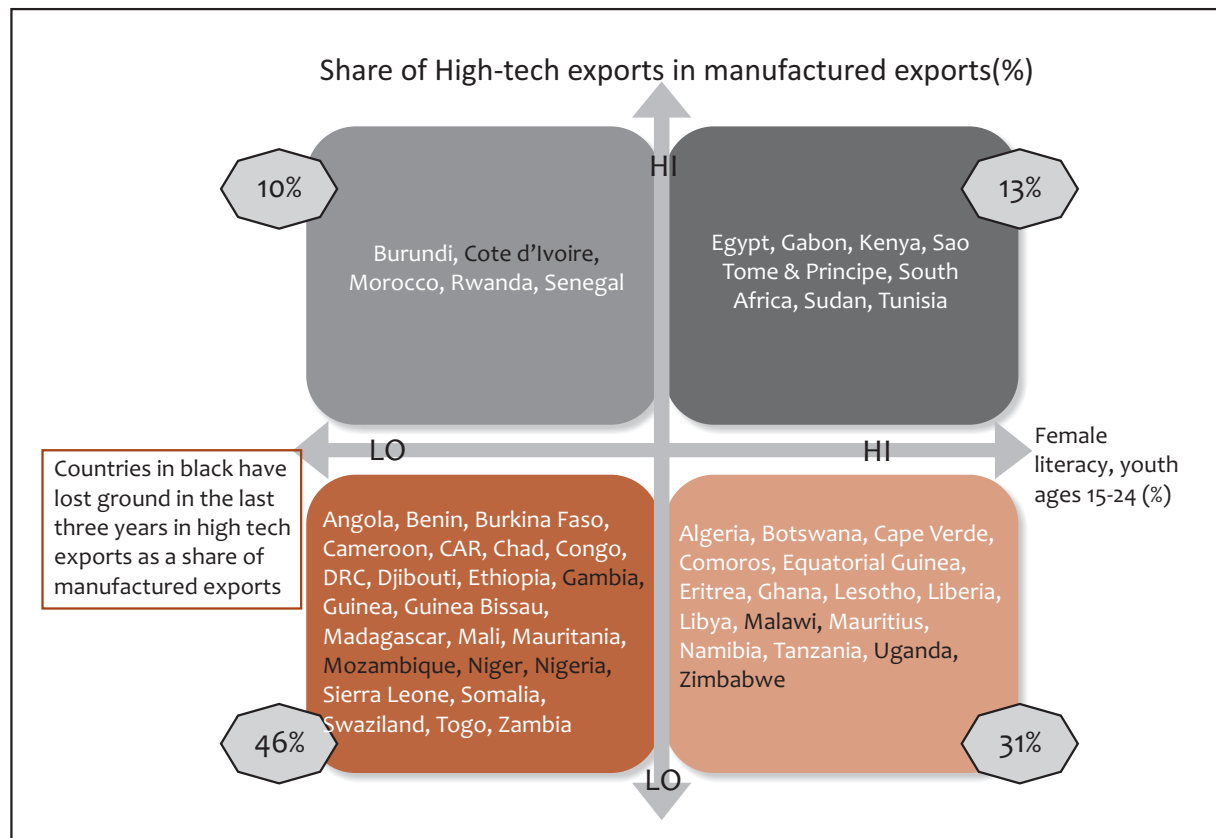 Share of High-tech exports in manufactured exports(%)
HI
10%
13%
Burundi, Cote d’Ivoire,
Morocco, Rwanda, Senegal
Egypt, Gabon, Kenya, Sao
Tome & Principe, South
Africa, Sudan, Tunisia
LO
HI
Female
literacy, youth
ages 15-24 (%)
Countries in black have
lost ground in the last
three years in high tech
exports as a share of
manufactured exports
Angola, Benin, Burkina Faso,
Cameroon, CAR, Chad, Congo,
DRC, Djibouti, Ethiopia, Gambia,
Guinea, Guinea Bissau,
Madagascar, Mali, Mauritania,
Mozambique, Niger, Nigeria,
Sierra Leone, Somalia,
Swaziland, Togo, Zambia
Algeria, Botswana, Cape Verde,
Comoros, Equatorial Guinea,
Eritrea, Ghana, Lesotho, Liberia,
Libya, Malawi, Mauritius,
Namibia, Tanzania, Uganda,
Zimbabwe
46%
31%
LO